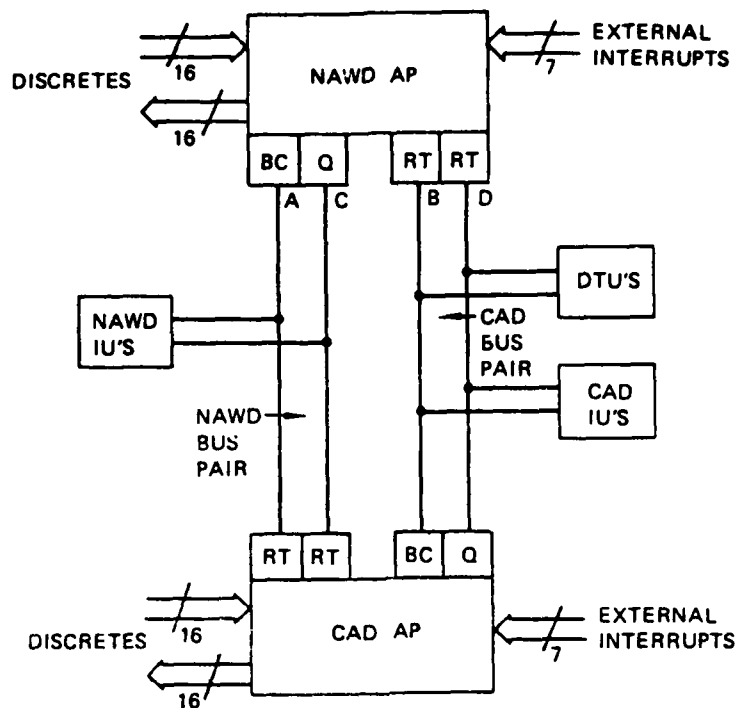 16
DISCRETES
16
NAWD AP
EXTERNAL
INTERRUPTS
7
BC
Q
RT
RT
A
C
B
D
NAWD
IU'S
DTU'S
CAD
BUS
PAIR
CAD
IU'S
NAWD
BUS
PAIR
RT
RT
BC
Q
16
DISCRETES
16
CAD AP
EXTERNAL
INTERRUPTS
7